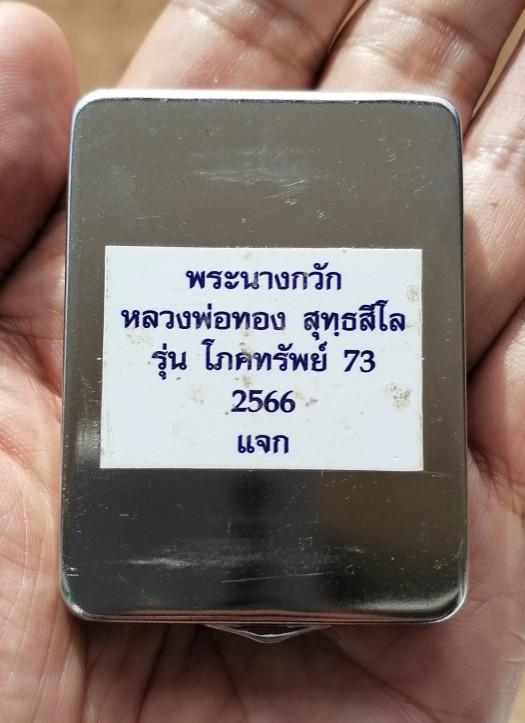 พระนางกวัก
หลวงพ่อทอง สุทฺธสีโล
รุ่น โภคทรัพย์ 73
2566
แจก